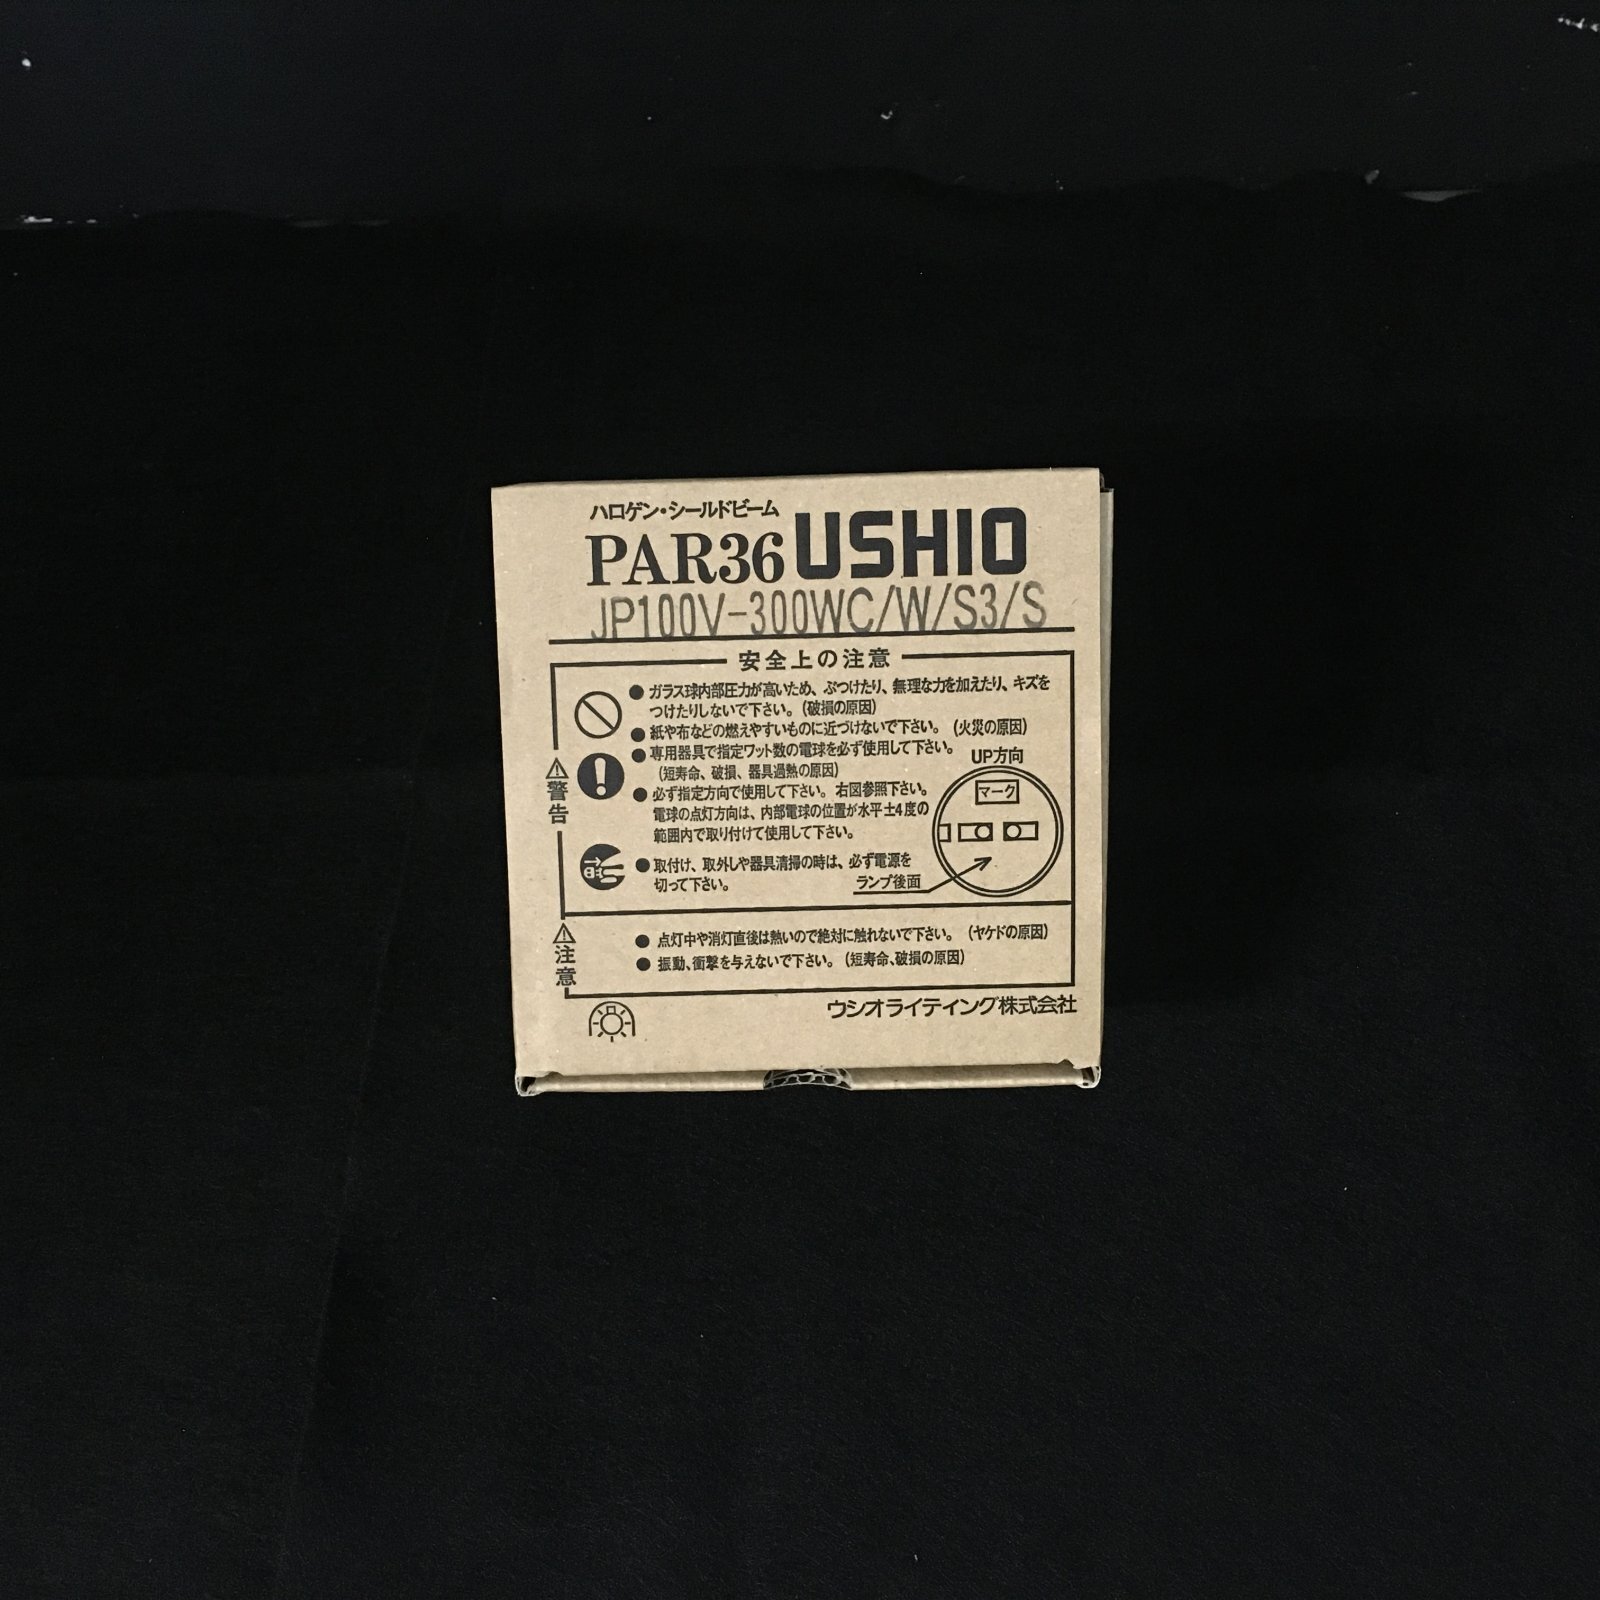 ハロゲン・シールドビーム
PAR36 USHIO
JP100V-300WC/W/S3/S
安全上の注意
警告
●ガラス球内部圧力が高いため、ぶつけたり、無理な力を加えたり、キズを
つけたりしないで下さい。(破損の原因)
●紙や布などの燃えやすいものに近づけないで下さい。(火災の原因)
●専用器具で指定ワット数の電球を必ず使用して下さい。
(短寿命、破損、器具過熱の原因)
●必ず指定方向で使用して下さい。右図参照下さい。
電球の点灯方向は、内部電球の位置が水平±4度の
範囲内で取り付けて使用して下さい。
●取付け、取外しや器具清掃の時は、必ず電源を
切って下さい。
UP方向
マーク
ランプ後面
注意
●点灯中や消灯直後は熱いので絶対に触れないで下さい。(ヤケドの原因)
●振動、衝撃を与えないで下さい。(短寿命、破損の原因)
ウシオライティング株式会社